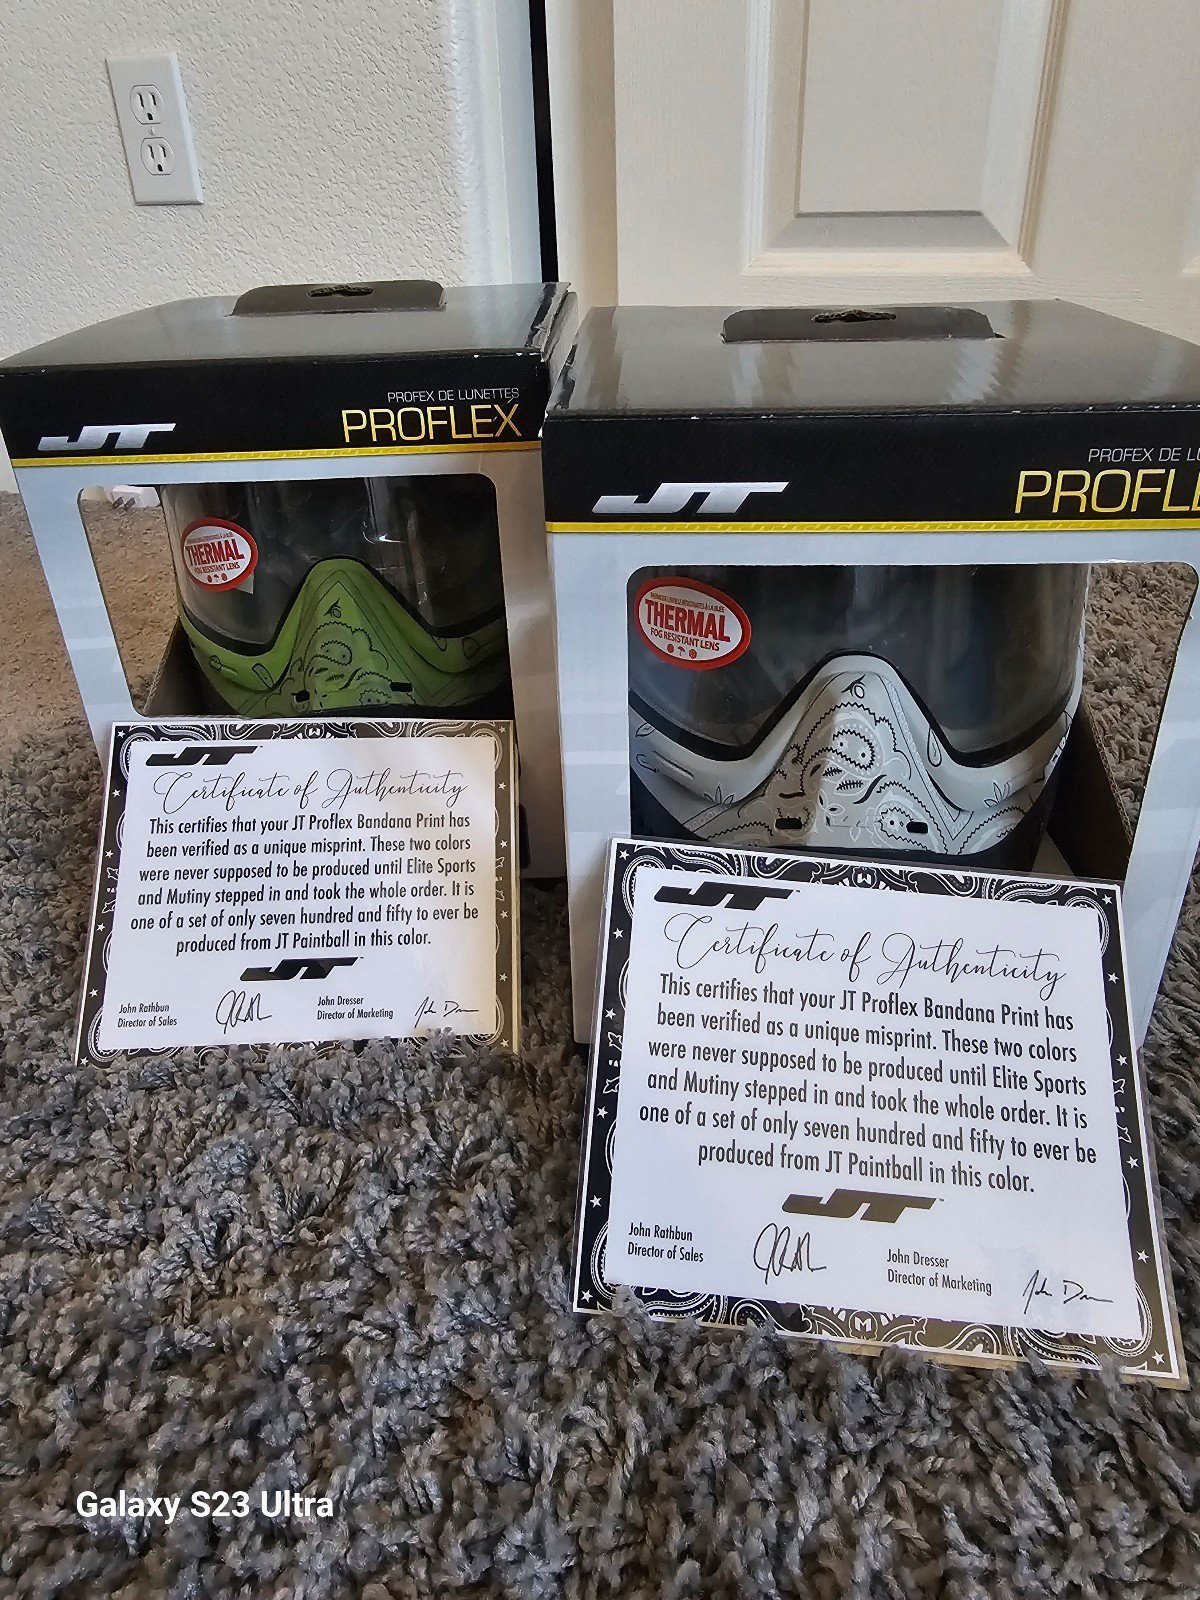 PROFEX DE LUNETTES
JT PROFLEX
THERMAL
FOG RESISTANT LENS
PROFEX DE
JT
THERMAL
FOG RESISTANT LENS
JT
Certificate of Authenticity
This certifies that your JT Proflex Bandana Print has
been verified as a unique misprint. These two colors
were never supposed to be produced until Elite Sports
and Mutiny stepped in and took the whole order. It is
one of a set of only seven hundred and fifty to ever be
produced from JT Paintball in this color.
JT
John Rathbun
Director of Sales
John Dresser
Director of Marketing
JT
Certificate of Authenticity
This certifies that your JT Proflex Bandana Print has
been verified as a unique misprint. These two colors
were never supposed to be produced until Elite Sports
and Mutiny stepped in and took the whole order. It is
one of a set of only seven hundred and fifty to ever be
produced from JT Paintball in this color.
JT™
John Rathbun
Director of Sales
John Dresser
Director of Marketing
Galaxy S23 Ultra